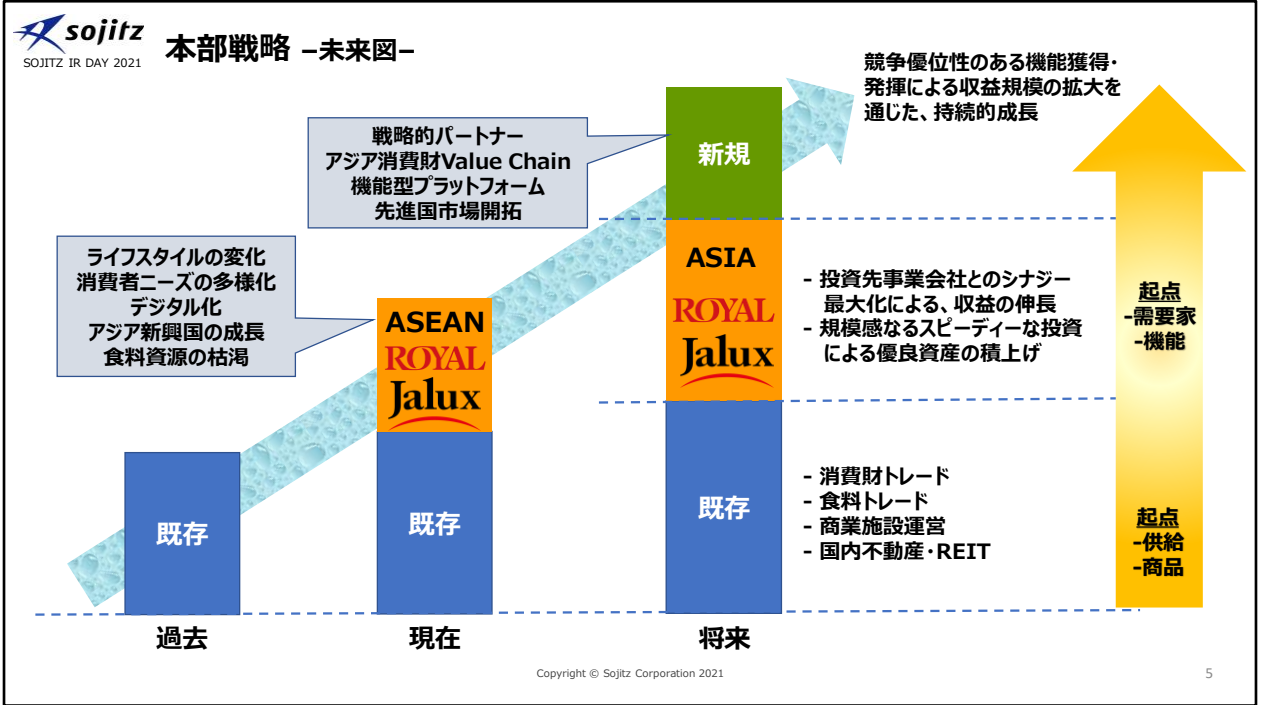 sojitz
SOJITZ IR DAY 2021
本部戦略 –未来図–
競争優位性のある機能獲得・
発揮による収益規模の拡大を
通じた、持続的成長
戦略的パートナー
アジア消費財Value Chain
機能型プラットフォーム
先進国市場開拓
ライフスタイルの変化
消費者ニーズの多様化
デジタル化
アジア新興国の成長
食料資源の枯渇
既存
ASEAN
ROYAL
Jalux
既存
新規
ASIA
ROYAL
Jalux
既存
- 投資先事業会社とのシナジー
最大化による、収益の伸長
- 規模感なるスピーディーな投資
による優良資産の積上げ
- 消費財トレード
- 食料トレード
- 商業施設運営
- 国内不動産・REIT
起点
-需要家
-機能
起点
-供給
-商品
過去
現在
将来
Copyright © Sojitz Corporation 2021
5